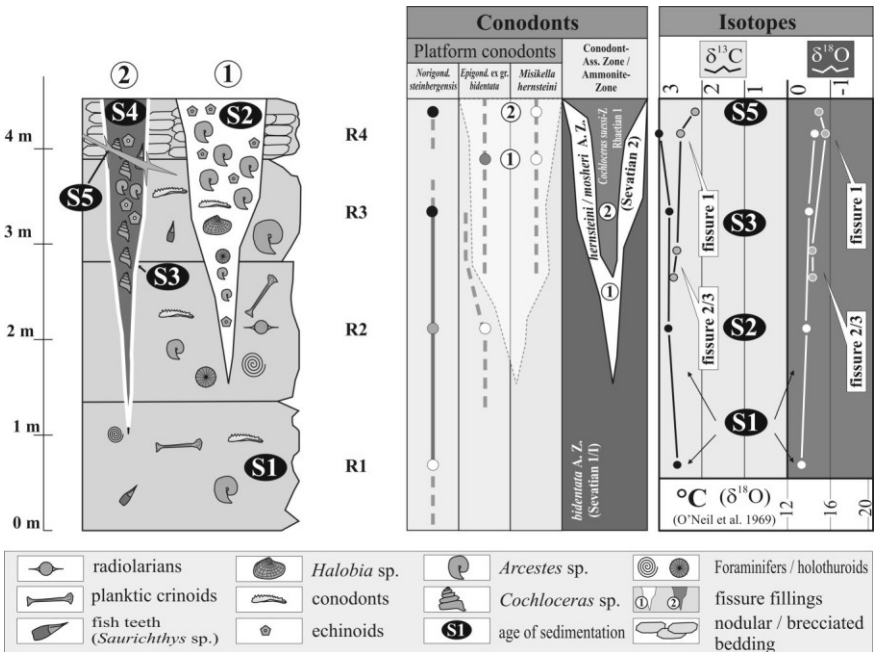 Conodonts
Isotopes
Platform conodonts
Norigond.
steinbergensis
Epigond. ex gr.
bidentata
Misikella
hernsteini
Conodont-
Ass. Zone /
Ammonite-
Zone
δ13C
δ18O
3 2 1 0 -1
2 1
S4 S2
S5
S3
S1
4 m
3 m
2 m
1 m
0 m
R4
R3
R2
R1
2
1
hernsteini / mosheri A. Z.
(Sevatian 2)
Cochloceras suessi-Z
Rhaetian 1
2
1
bidentata A. Z.
(Sevatian 1/I)
S5
fissure 1
fissure 1
S3
fissure 2/3
fissure 2/3
S2
S1
°C (δ18O)
(O'Neil et al. 1969)
12 16 20
radiolarians
planktic crinoids
fish teeth
(Saurichthys sp.)
Halobia sp.
conodonts
echinoids
Arcestes sp.
Cochloceras sp.
S1 age of sedimentation
Foraminifers / holothuroids
1 2 fissure fillings
nodular / brecciated
bedding